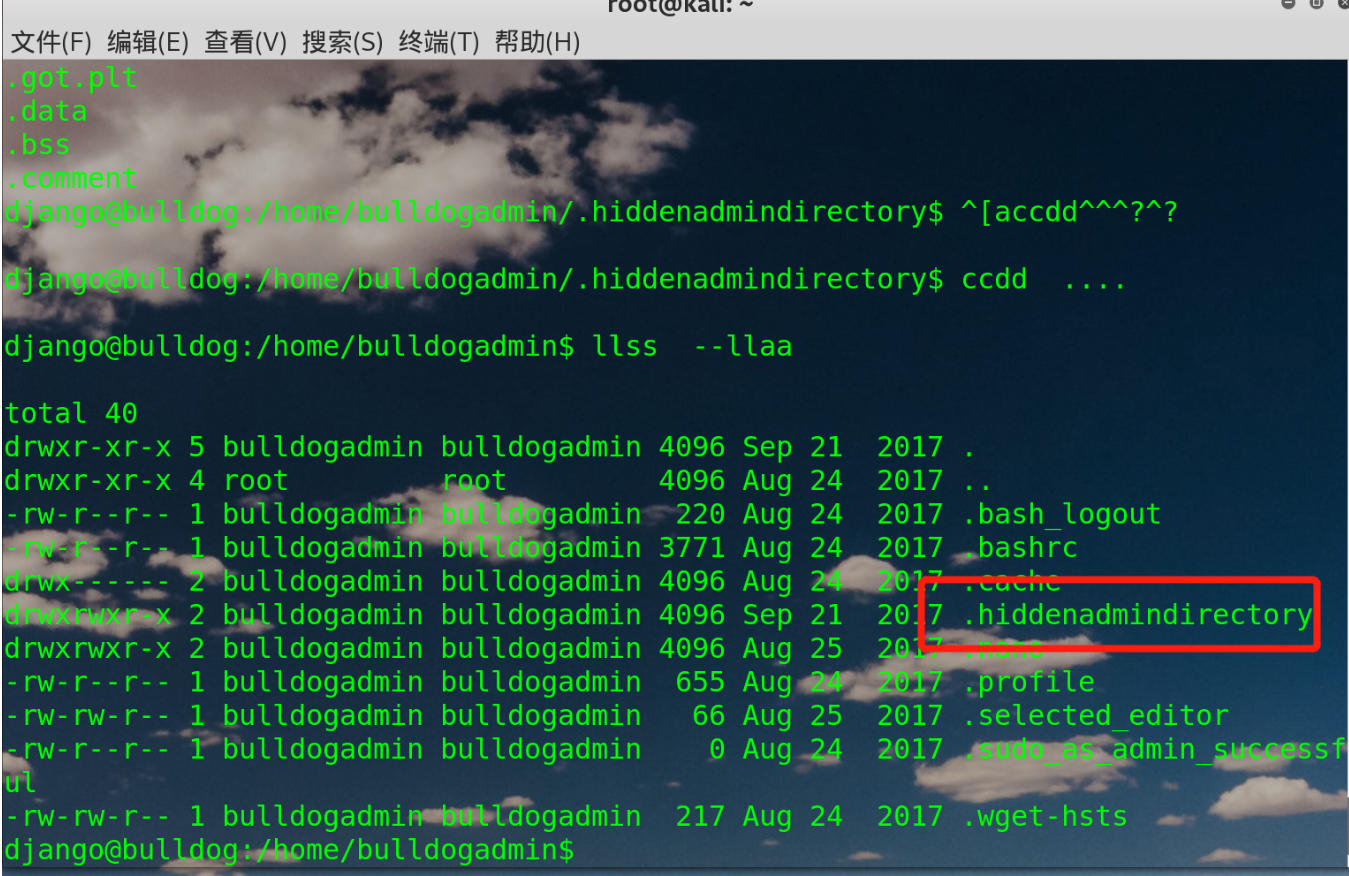 root@kali: ~
文件(F) 编辑(E) 查看(V) 搜索(S) 终端(T) 帮助(H)
.got.plt
.data
.bss
.comment
django@bulldog:/home/bulldogadmin/.hiddenadmindirectory$ ^[accdd^^^?^?
django@bulldog:/home/bulldogadmin/.hiddenadmindirectory$ ccdd  ....
django@bulldog:/home/bulldogadmin$ llss  --llaa
total 40
drwxr-xr-x 5 bulldogadmin bulldogadmin 4096 Sep 21  2017 .
drwxr-xr-x 4 root         root         4096 Aug 24  2017 ..
-rw-r--r-- 1 bulldogadmin bulldogadmin  220 Aug 24  2017 .bash_logout
-rw-r--r-- 1 bulldogadmin bulldogadmin 3771 Aug 24  2017 .bashrc
drwx------ 2 bulldogadmin bulldogadmin 4096 Aug 24  2017 .cache
drwxrwxr-x 2 bulldogadmin bulldogadmin 4096 Sep 21  2017 .hiddenadmindirectory
drwxrwxr-x 2 bulldogadmin bulldogadmin 4096 Aug 25  2017 .nano
-rw-r--r-- 1 bulldogadmin bulldogadmin  655 Aug 24  2017 .profile
-rw-rw-r-- 1 bulldogadmin bulldogadmin   66 Aug 25  2017 .selected_editor
-rw-r--r-- 1 bulldogadmin bulldogadmin    0 Aug 24  2017 .sudo_as_admin_successf
ul
-rw-rw-r-- 1 bulldogadmin bulldogadmin  217 Aug 24  2017 .wget-hsts
django@bulldog:/home/bulldogadmin$